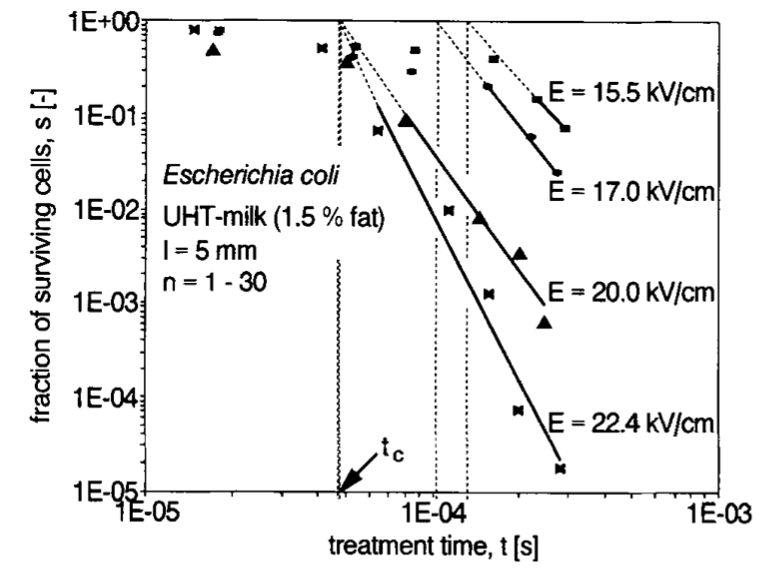 1E+00
1E-01
1E-02
1E-03
1E-04
1E-05
fraction of surviving cells, s [-]
Escherichia coli
UHT-milk (1.5 % fat)
l = 5 mm
n = 1 - 30
E = 15.5 kV/cm
E = 17.0 kV/cm
E = 20.0 kV/cm
E = 22.4 kV/cm
tc
1E-05
1E-04
1E-03
treatment time, t [s]